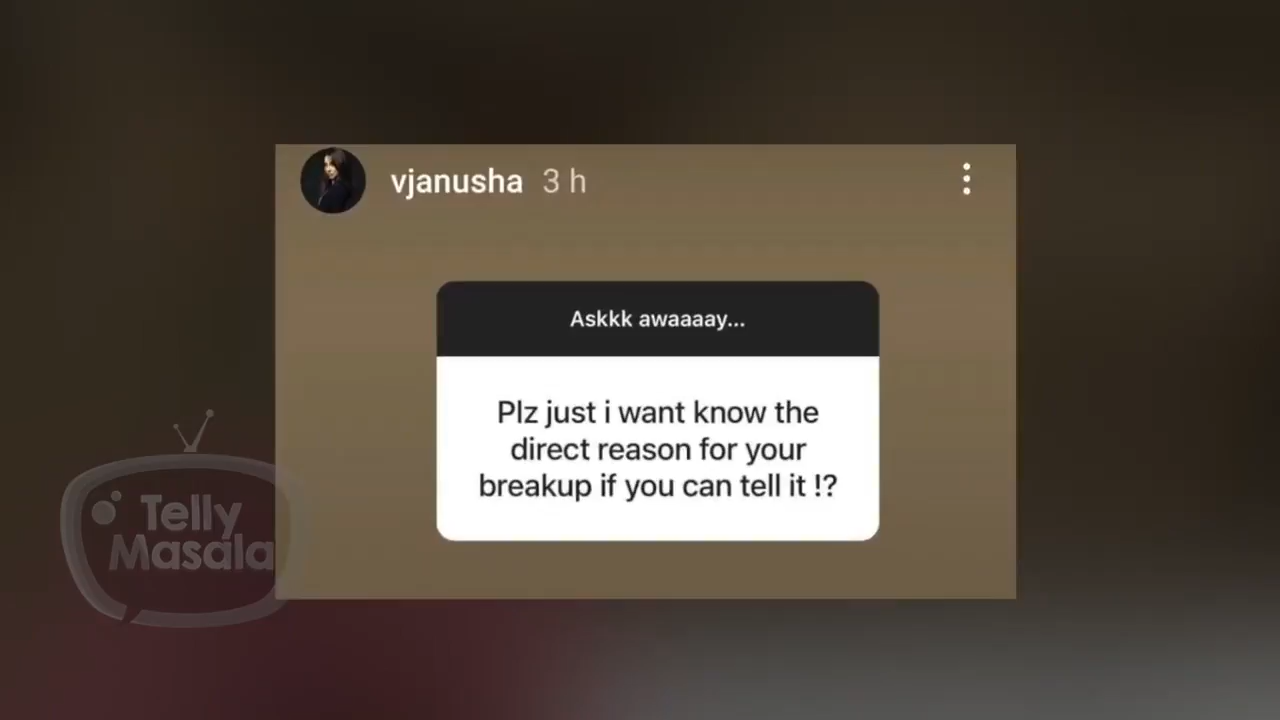 vjanusha 3 h
Askkk awaaaay...
Plz just i want know the
direct reason for your
breakup if you can tell it !?
Telly
Masala